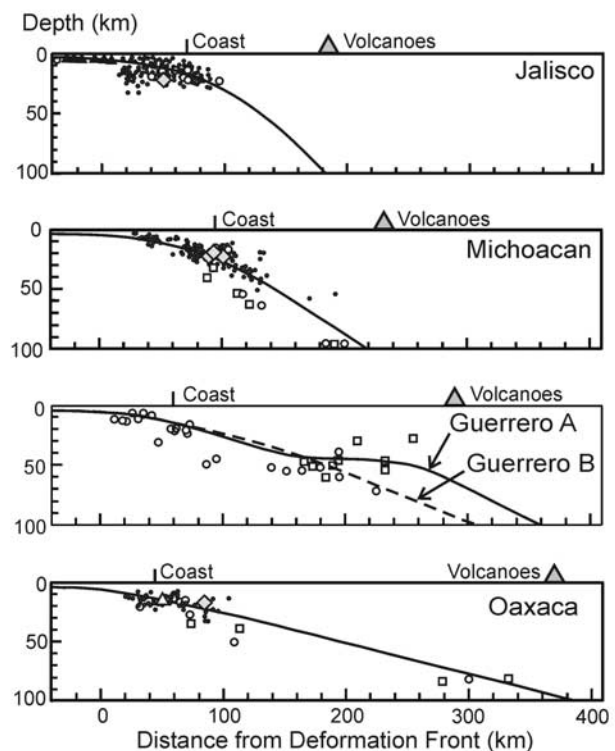 Depth (km)
Coast Volcanoes
0
50
100
Jalisco
Coast Volcanoes
0
50
100
Michoacan
Coast Volcanoes
0
50
100
Guerrero A
Guerrero B
Coast Volcanoes
0
50
100
Oaxaca
0 100 200 300 400
Distance from Deformation Front (km)